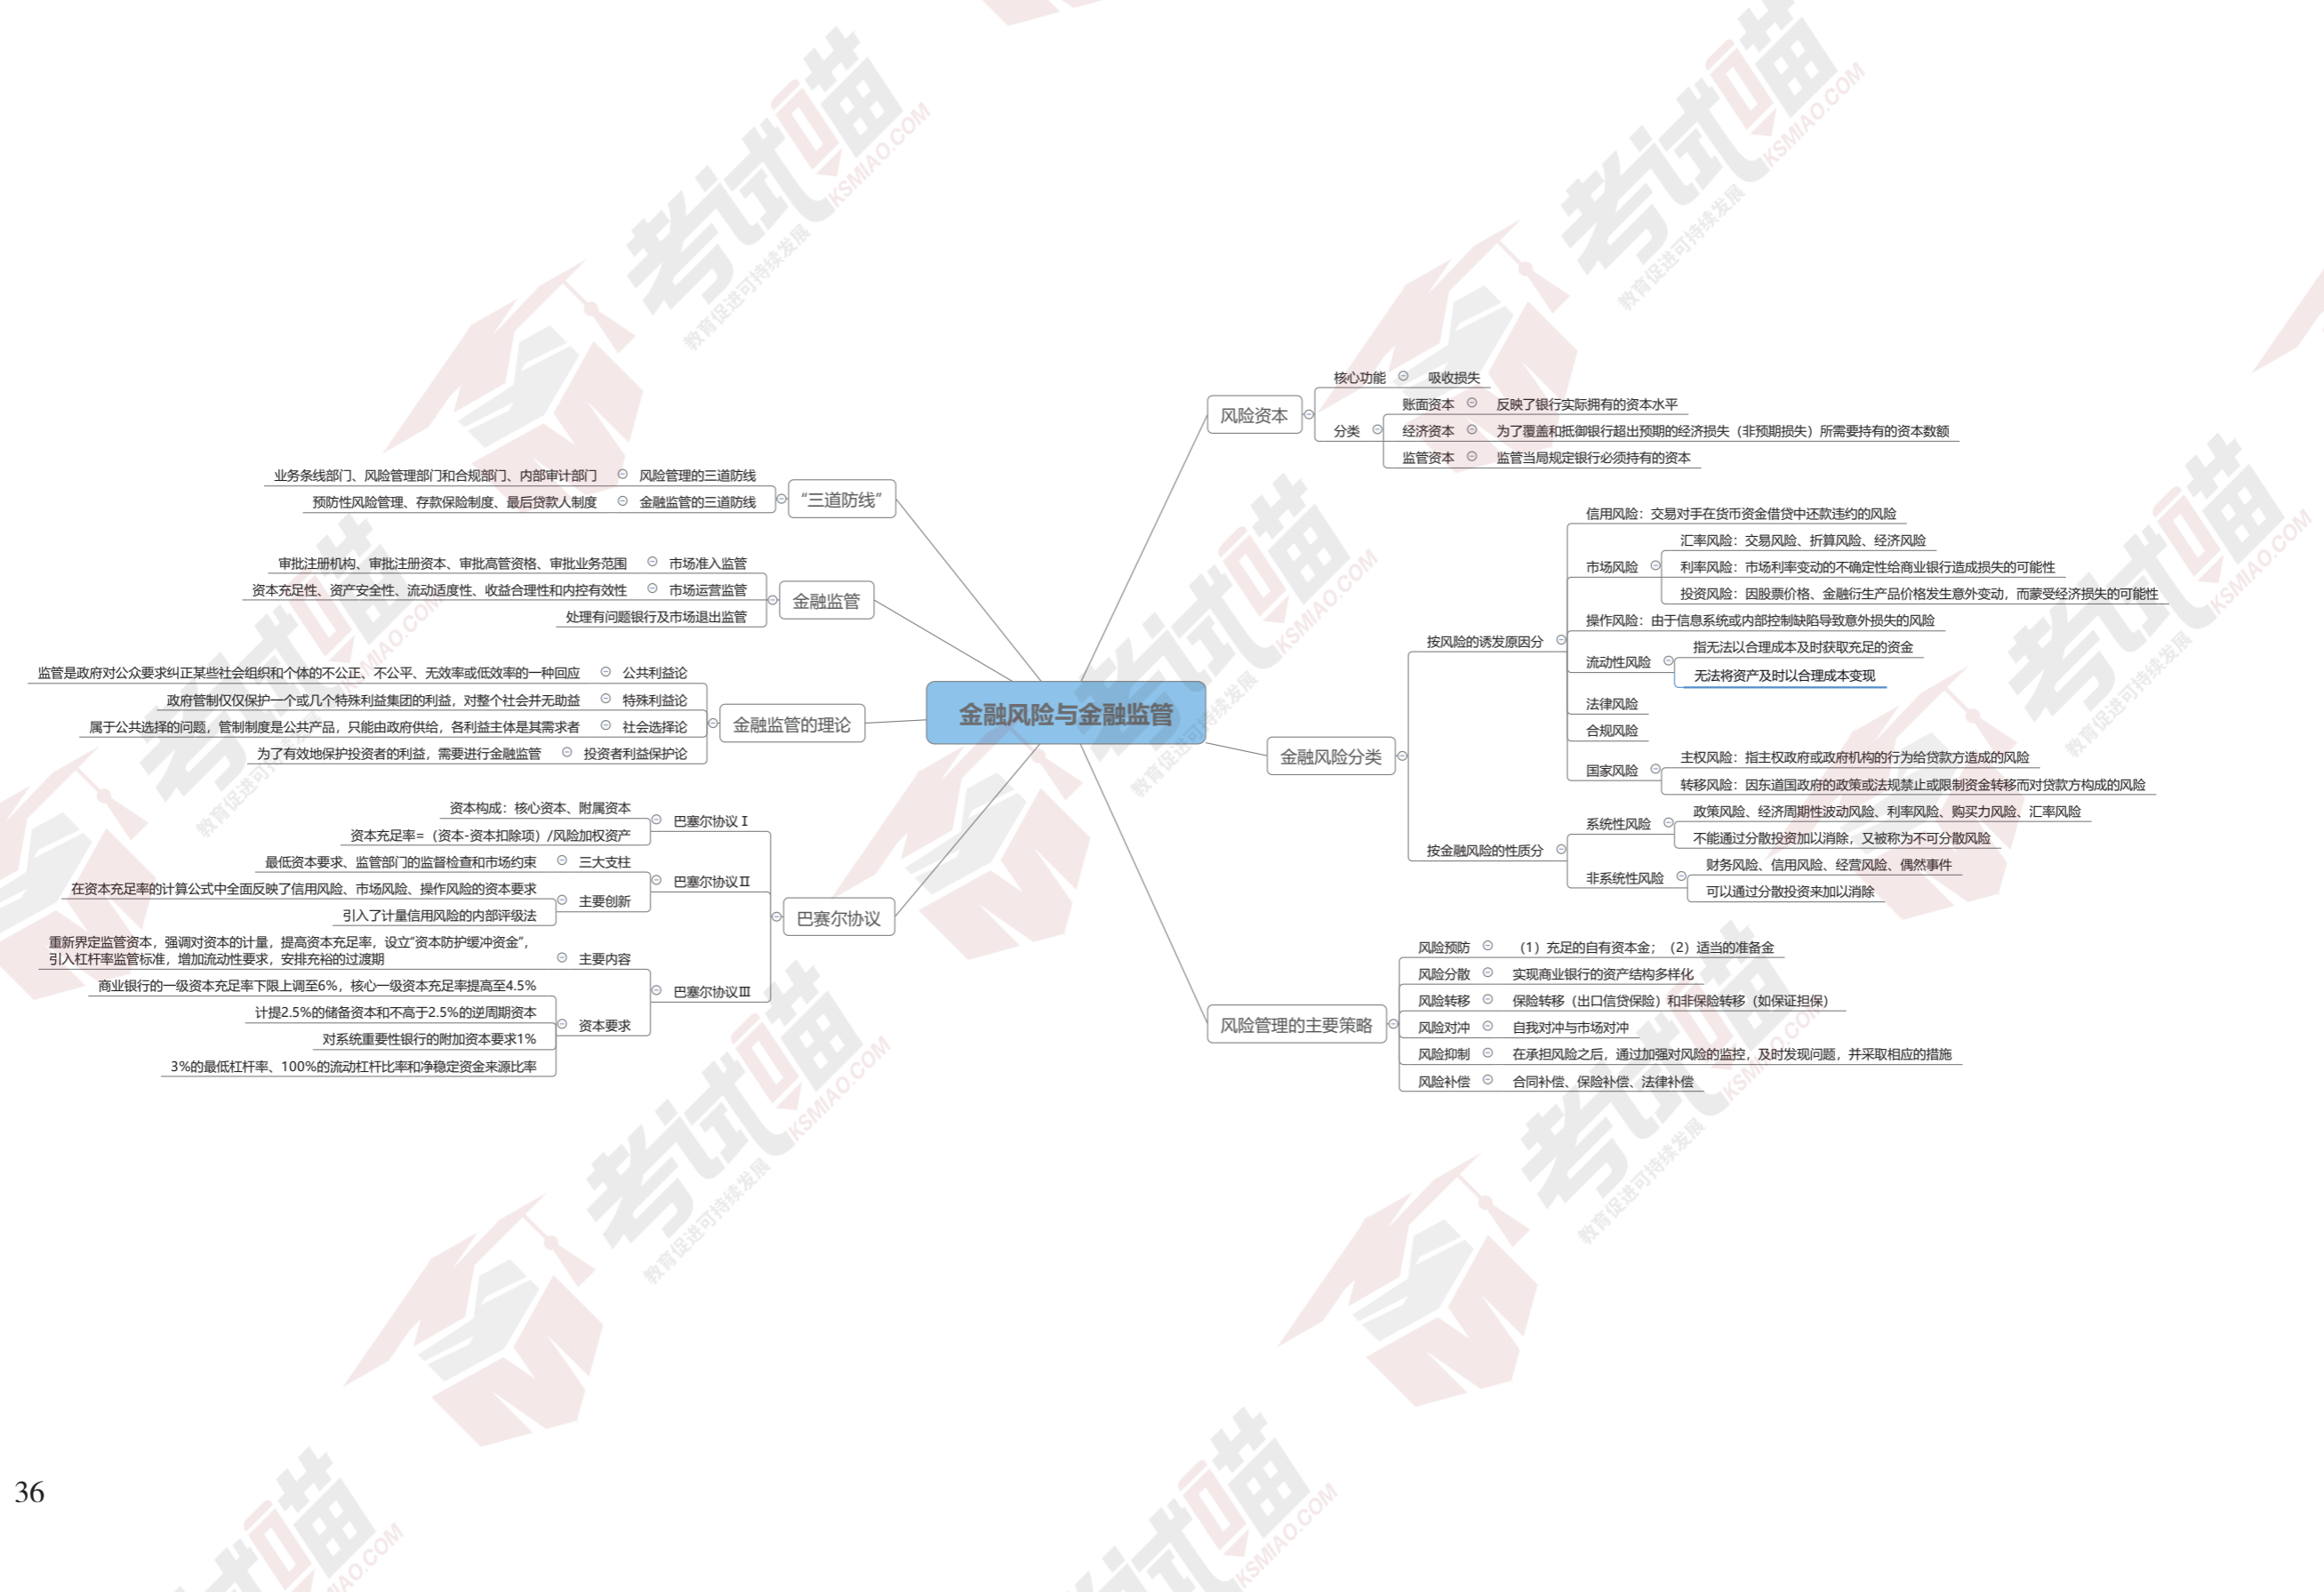 金融风险与金融监管
风险资本
核心功能 吸收损失
分类
账面资本 反映了银行实际拥有的资本水平
经济资本 为了覆盖和抵御银行超出预期的经济损失（非预期损失）所需要持有的资本数额
监管资本 监管当局规定银行必须持有的资本
金融风险分类
按风险的诱发原因分
信用风险：交易对手在货币资金借贷中还款违约的风险
市场风险
汇率风险：交易风险、折算风险、经济风险
利率风险：市场利率变动的不确定性给商业银行造成损失的可能性
投资风险：因股票价格、金融衍生产品价格发生意外变动，而蒙受经济损失的可能性
操作风险：由于信息系统或内部控制缺陷导致意外损失的风险
流动性风险
指无法以合理成本及时获取充足的资金
无法将资产及时以合理成本变现
法律风险
合规风险
国家风险
主权风险：指主权政府或政府机构的行为给贷款方造成的风险
转移风险：因东道国政府的政策或法规禁止或限制资金转移而对贷款方构成的风险
按金融风险的性质分
系统性风险
政策风险、经济周期性波动风险、利率风险、购买力风险、汇率风险
不能通过分散投资加以消除，又被称为不可分散风险
非系统性风险
财务风险、信用风险、经营风险、偶然事件
可以通过分散投资来加以消除
风险管理的主要策略
风险预防 （1）充足的自有资本金；（2）适当的准备金
风险分散 实现商业银行的资产结构多样化
风险转移 保险转移（出口信贷保险）和非保险转移（如保证担保）
风险对冲 自我对冲与市场对冲
风险抑制 在承担风险之后，通过加强对风险的监控，及时发现问题，并采取相应的措施
风险补偿 合同补偿、保险补偿、法律补偿
“三道防线”
业务条线部门、风险管理部门和合规部门、内部审计部门 风险管理的三道防线
预防性风险管理、存款保险制度、最后贷款人制度 金融监管的三道防线
金融监管
审批注册机构、审批注册资本、审批高管资格、审批业务范围 市场准入监管
资本充足性、资产安全性、流动适度性、收益合理性和内控有效性 市场运营监管
处理有问题银行及市场退出监管
金融监管的理论
监管是政府对公众要求纠正某些社会组织和个体的不公正、不公平、无效率或低效率的一种回应 公共利益论
政府管制仅仅保护一个或几个特殊利益集团的利益，对整个社会并无助益 特殊利益论
属于公共选择的问题，管制制度是公共产品，只能由政府供给，各利益主体是其需求者 社会选择论
为了有效地保护投资者的利益，需要进行金融监管 投资者利益保护论
巴塞尔协议
巴塞尔协议Ⅰ
资本构成：核心资本、附属资本
资本充足率=（资本-资本扣除项）/风险加权资产
巴塞尔协议Ⅱ
最低资本要求、监管部门的监督检查和市场约束 三大支柱
主要创新
在资本充足率的计算公式中全面反映了信用风险、市场风险、操作风险的资本要求
引入了计量信用风险的内部评级法
巴塞尔协议Ⅲ
主要内容
重新界定监管资本，强调对资本的计量，提高资本充足率，设立“资本防护缓冲资金”，
引入杠杆率监管标准，增加流动性要求，安排充裕的过渡期
资本要求
商业银行的一级资本充足率下限上调至6%，核心一级资本充足率提高至4.5%
计提2.5%的储备资本和不高于2.5%的逆周期资本
对系统重要性银行的附加资本要求1%
3%的最低杠杆率、100%的流动杠杆比率和净稳定资金来源比率
36
考试喵
KSMIAO.COM
教育促进可持续发展